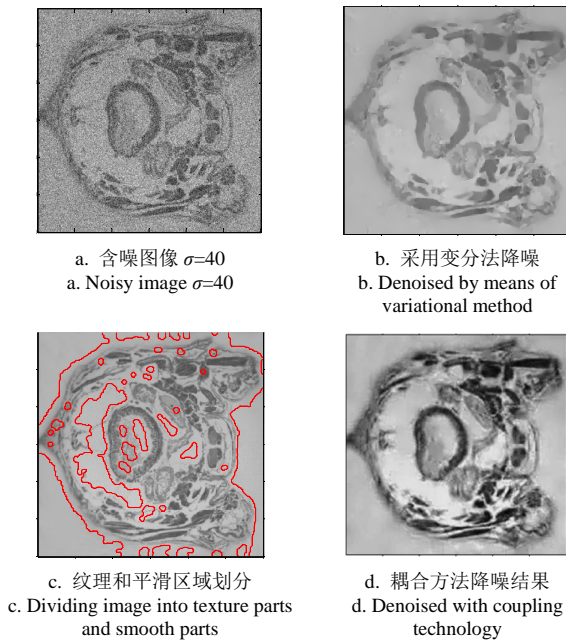 a. 含噪图像 σ=40
a. Noisy image σ=40
b. 采用变分法降噪
b. Denoised by means of
variational method
c. 纹理和平滑区域划分
c. Dividing image into texture parts
and smooth parts
d. 耦合方法降噪结果
d. Denoised with coupling
technology